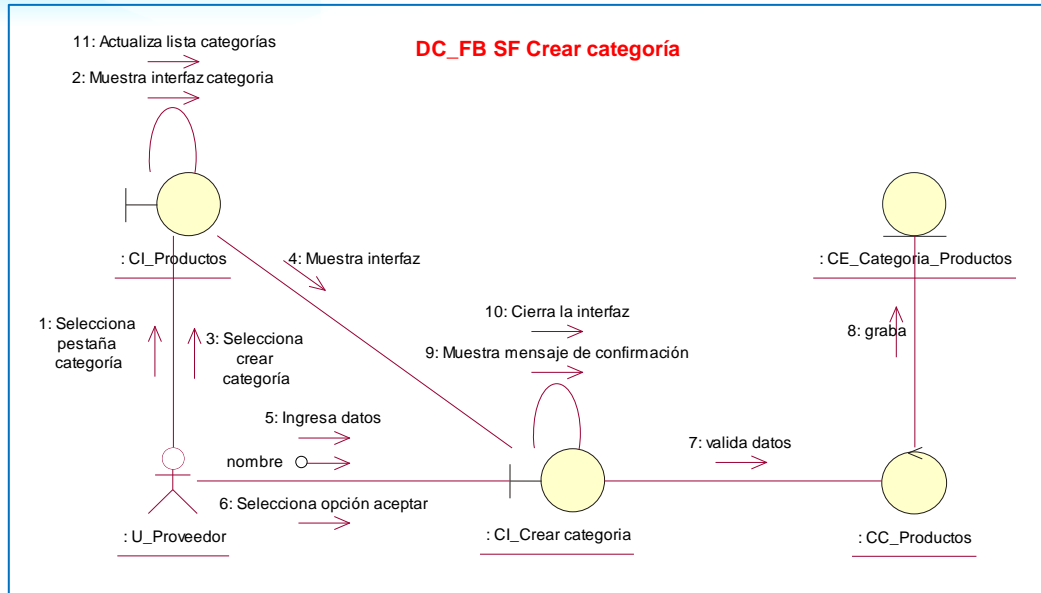 DC_FB SF Crear categoría
11: Actualiza lista categorías
2: Muestra interfaz categoria
: CI_Productos
4: Muestra interfaz
: CE_Categoria_Productos
1: Selecciona
pestaña
categoría
3: Selecciona
crear
categoría
10: Cierra la interfaz
9: Muestra mensaje de confirmación
8: graba
5: Ingresa datos
nombre
6: Selecciona opción aceptar
7: valida datos
: U_Proveedor
: CI_Crear categoria
: CC_Productos